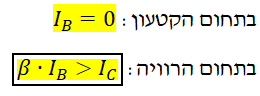 בתחום הקטעון : I_B = 0
בתחום הרוויה : β · I_B > I_C